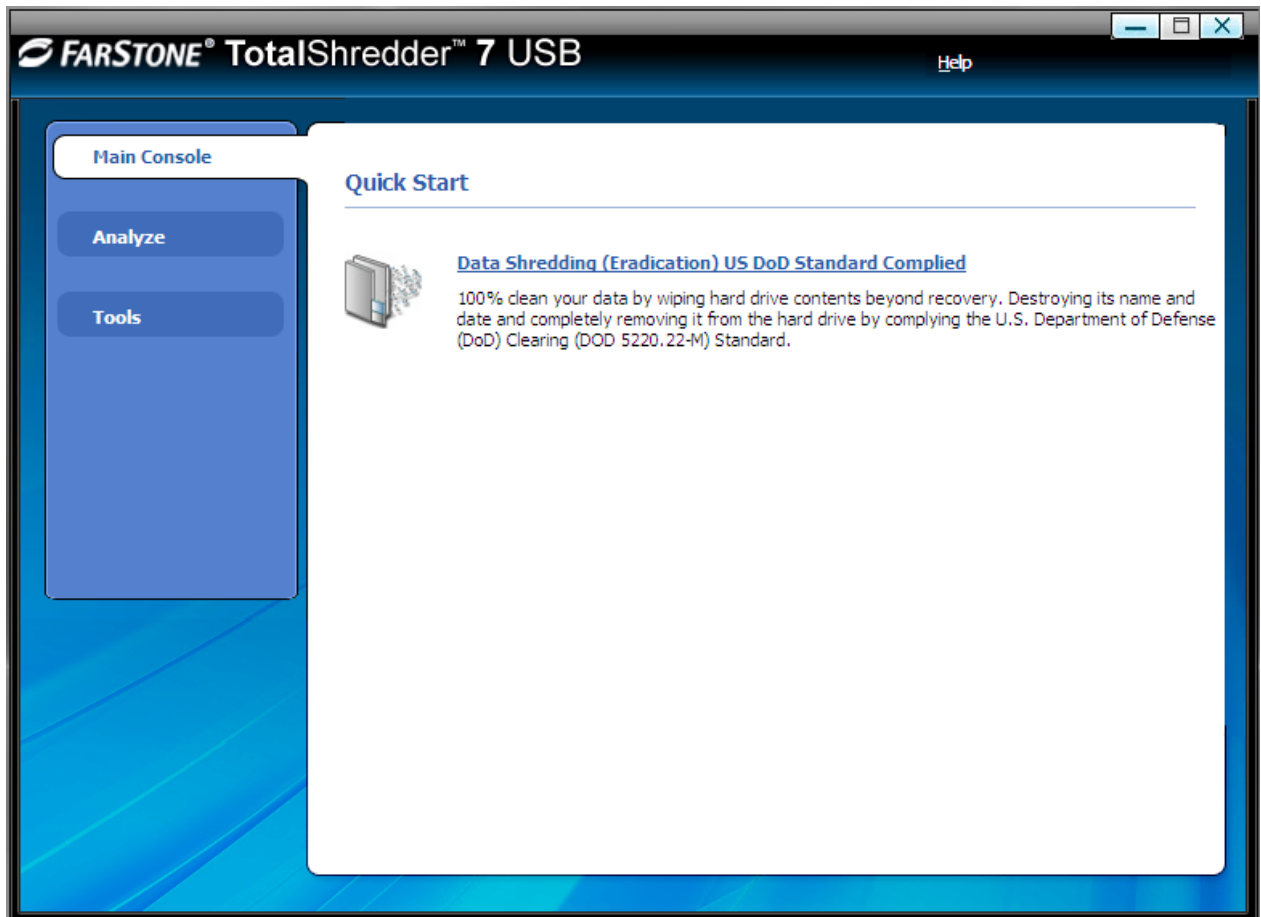 FARSTONE® TotalShredder™ 7 USB
Help
Main Console
Analyze
Tools
Quick Start
Data Shredding (Eradication) US DoD Standard Complied
100% clean your data by wiping hard drive contents beyond recovery. Destroying its name and
date and completely removing it from the hard drive by complying the U.S. Department of Defense
(DoD) Clearing (DOD 5220.22-M) Standard.